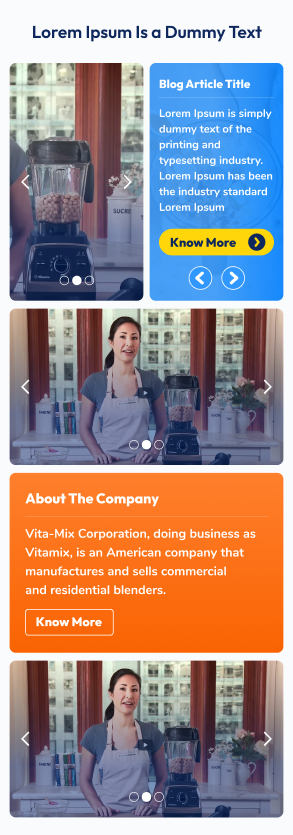 Lorem Ipsum Is a Dummy Text
SUCRE
Blog Article Title
Lorem Ipsum is simply
dummy text of the
printing and
typesetting industry.
Lorem Ipsum has been
the industry standard
Lorem Ipsum
Know More
About The Company
Vita-Mix Corporation, doing business as
Vitamix, is an American company that
manufactures and sells commercial
and residential blenders.
Know More